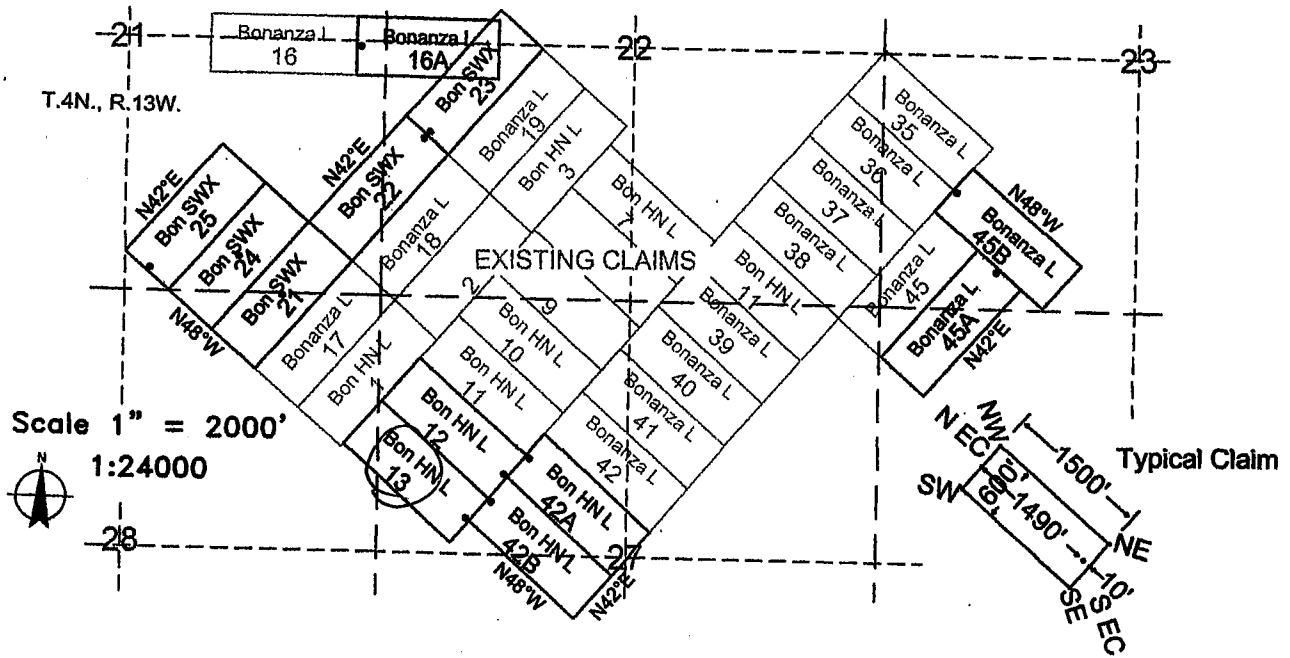 21
Bonanza L
16
Bonanza L
16A
Bon SWX
23
22
23
T.4N., R.13W.
N42°E
Bon SWX
25
Bon SWX
24
Bon SWX
21
N48°W
N42°E
Bon SWX
22
Bonanza L
19
Bon HN L
3
Bonanza L
18
Bon HN L
7
EXISTING CLAIMS
2
9
Bonanza L
17
Bon HN L
1
Bon HN L
10
Bon HN L
11
Bon HN L
12
Bon HN L
13
Bonanza L
35
Bonanza L
36
Bonanza L
37
Bonanza L
38
Bon HN L
11
Bonanza L
39
Bonanza L
40
Bonanza L
41
Bonanza L
42
Bon HN L
42A
Bon HN L
42B
N48°W
N42°E
Bonanza L
45
Bonanza L
45A
Bonanza L
45B
N48°W
N42°E
Scale 1" = 2000'
1:24000
N
28
27
Typical Claim
NW
N EC
SW
600'
1500'
1490'
NE
10'
SE
S EC